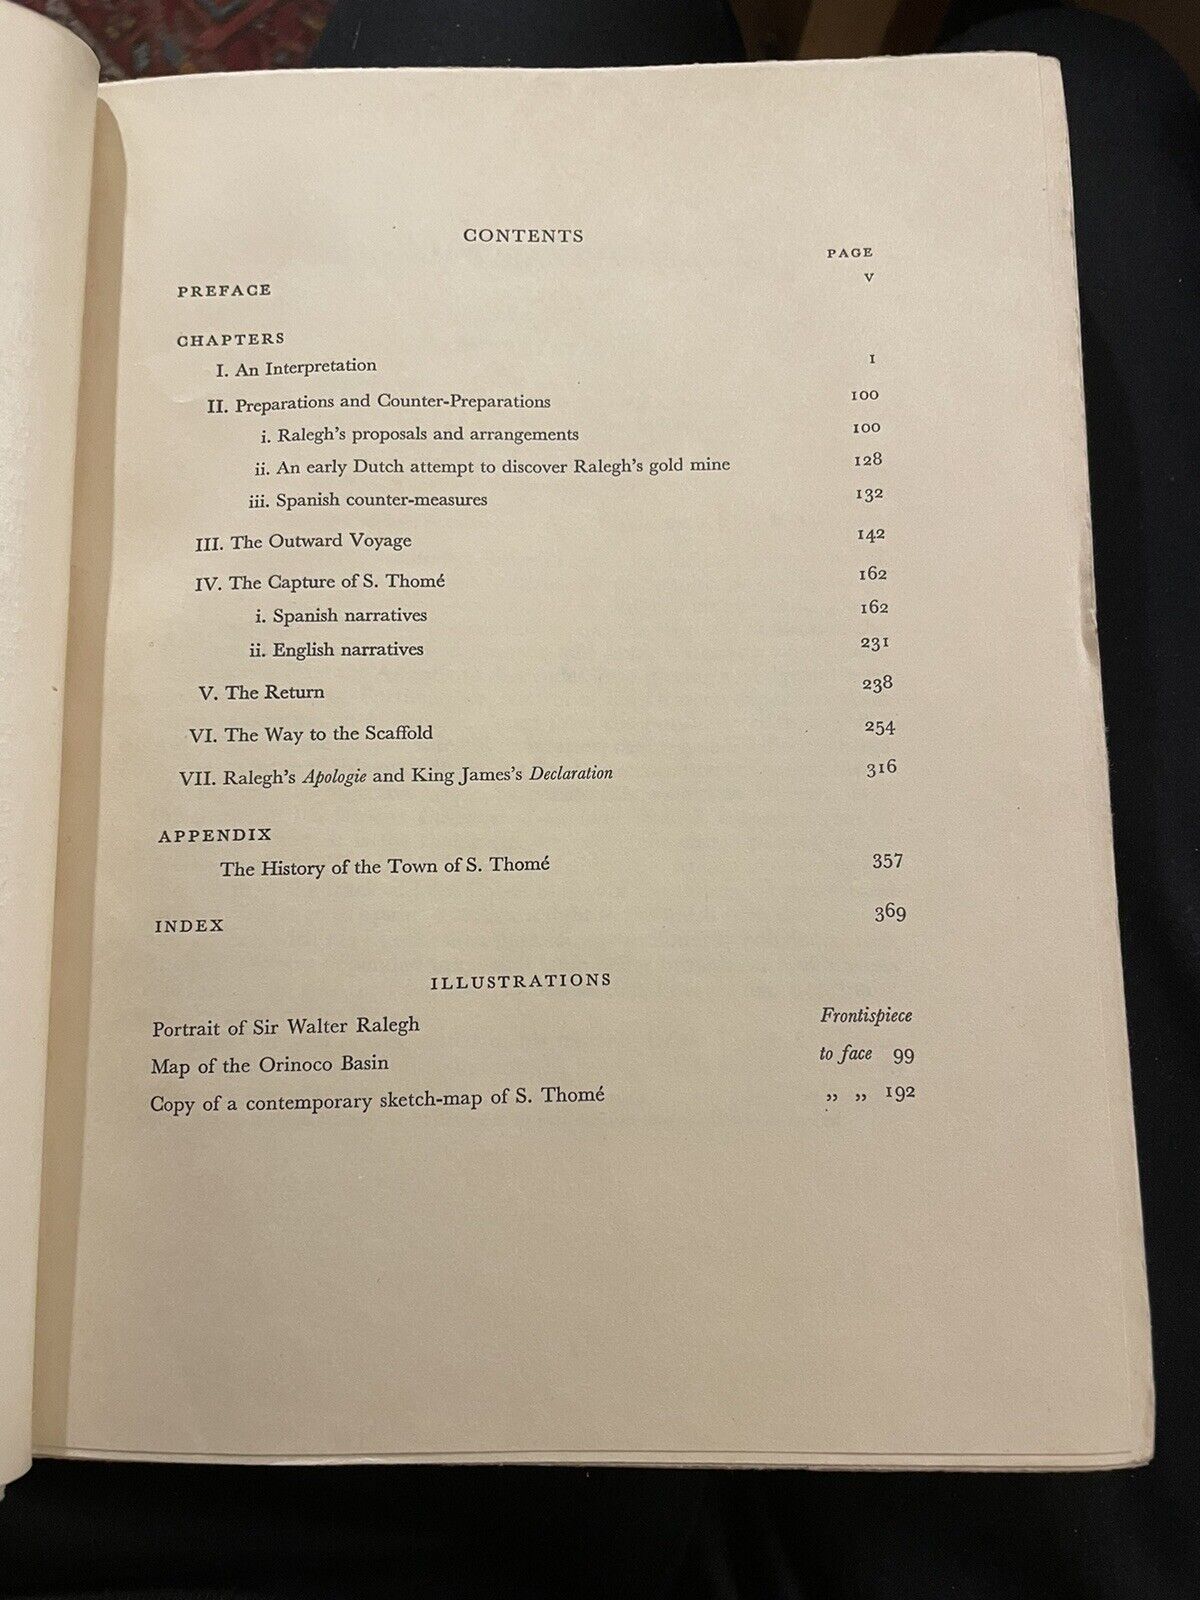 CONTENTS
PAGE
PREFACE v
CHAPTERS
I. An Interpretation 1
II. Preparations and Counter-Preparations 100
i. Ralegh's proposals and arrangements 100
ii. An early Dutch attempt to discover Ralegh's gold mine 128
iii. Spanish counter-measures 132
III. The Outward Voyage 142
IV. The Capture of S. Thomé 162
i. Spanish narratives 162
ii. English narratives 231
V. The Return 238
VI. The Way to the Scaffold 254
VII. Ralegh's Apologie and King James's Declaration 316
APPENDIX
The History of the Town of S. Thomé 357
INDEX 369
ILLUSTRATIONS
Portrait of Sir Walter Ralegh Frontispiece
Map of the Orinoco Basin to face 99
Copy of a contemporary sketch-map of S. Thomé ,, ,, 192